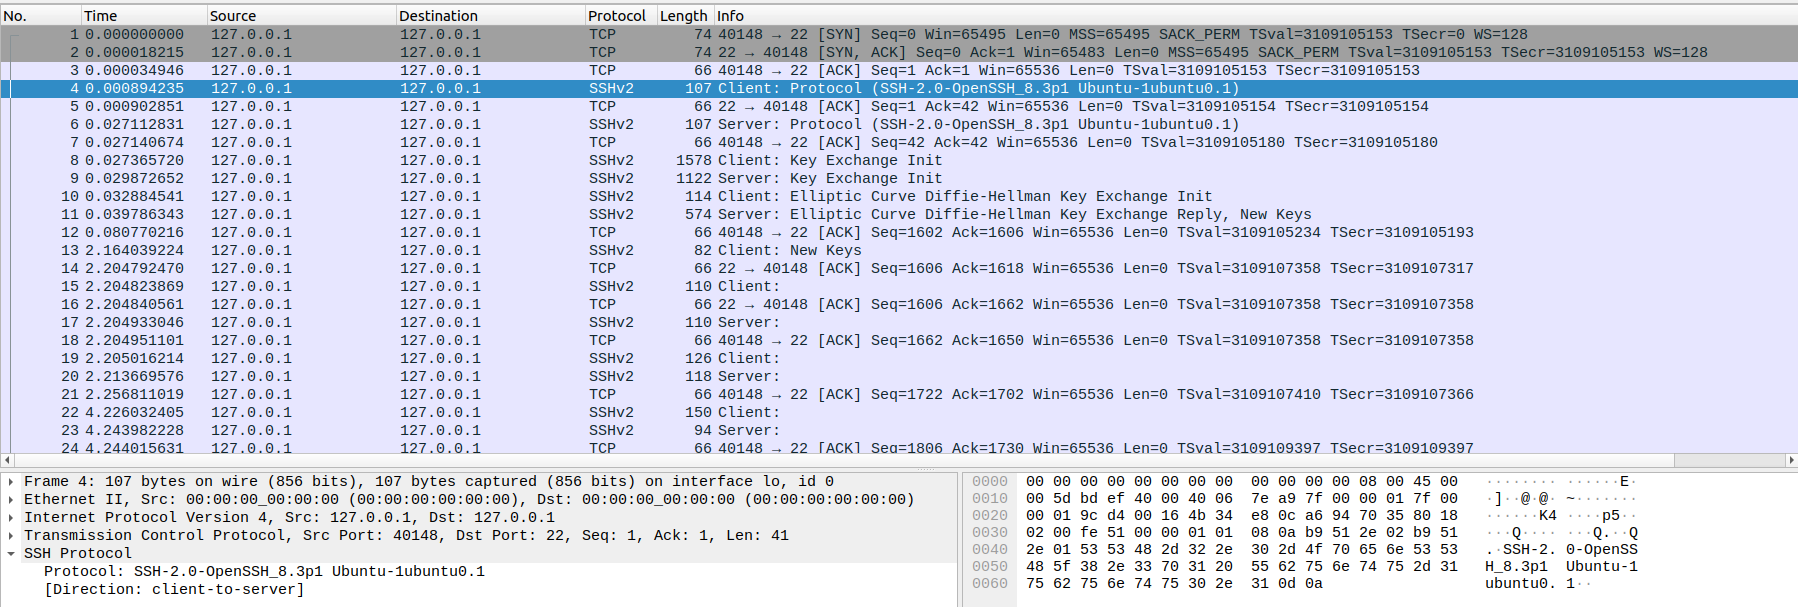 No. Time Source Destination Protocol Length Info
1 0.000000000 127.0.0.1 127.0.0.1 TCP 74 40148 → 22 [SYN] Seq=0 Win=65495 Len=0 MSS=65495 SACK_PERM TSval=3109105153 TSecr=0 WS=128
2 0.000018215 127.0.0.1 127.0.0.1 TCP 74 22 → 40148 [SYN, ACK] Seq=0 Ack=1 Win=65483 Len=0 MSS=65495 SACK_PERM TSval=3109105153 TSecr=3109105153 WS=128
3 0.000034946 127.0.0.1 127.0.0.1 TCP 66 40148 → 22 [ACK] Seq=1 Ack=1 Win=65536 Len=0 TSval=3109105153 TSecr=3109105153
4 0.000894235 127.0.0.1 127.0.0.1 SSHv2 107 Client: Protocol (SSH-2.0-OpenSSH_8.3p1 Ubuntu-1ubuntu0.1)
5 0.000902851 127.0.0.1 127.0.0.1 TCP 66 22 → 40148 [ACK] Seq=1 Ack=42 Win=65536 Len=0 TSval=3109105154 TSecr=3109105154
6 0.027112831 127.0.0.1 127.0.0.1 SSHv2 107 Server: Protocol (SSH-2.0-OpenSSH_8.3p1 Ubuntu-1ubuntu0.1)
7 0.027140674 127.0.0.1 127.0.0.1 TCP 66 40148 → 22 [ACK] Seq=42 Ack=42 Win=65536 Len=0 TSval=3109105180 TSecr=3109105180
8 0.027365720 127.0.0.1 127.0.0.1 SSHv2 1578 Client: Key Exchange Init
9 0.029872652 127.0.0.1 127.0.0.1 SSHv2 1122 Server: Key Exchange Init
10 0.032884541 127.0.0.1 127.0.0.1 SSHv2 114 Client: Elliptic Curve Diffie-Hellman Key Exchange Init
11 0.039786343 127.0.0.1 127.0.0.1 SSHv2 574 Server: Elliptic Curve Diffie-Hellman Key Exchange Reply, New Keys
12 0.080770216 127.0.0.1 127.0.0.1 TCP 66 40148 → 22 [ACK] Seq=1602 Ack=1606 Win=65536 Len=0 TSval=3109105234 TSecr=3109105193
13 2.164039224 127.0.0.1 127.0.0.1 SSHv2 82 Client: New Keys
14 2.204792470 127.0.0.1 127.0.0.1 TCP 66 22 → 40148 [ACK] Seq=1606 Ack=1618 Win=65536 Len=0 TSval=3109107358 TSecr=3109107317
15 2.204823869 127.0.0.1 127.0.0.1 SSHv2 110 Client:
16 2.204840561 127.0.0.1 127.0.0.1 TCP 66 22 → 40148 [ACK] Seq=1606 Ack=1662 Win=65536 Len=0 TSval=3109107358 TSecr=3109107358
17 2.204933046 127.0.0.1 127.0.0.1 SSHv2 110 Server:
18 2.204951101 127.0.0.1 127.0.0.1 TCP 66 40148 → 22 [ACK] Seq=1662 Ack=1650 Win=65536 Len=0 TSval=3109107358 TSecr=3109107358
19 2.205016214 127.0.0.1 127.0.0.1 SSHv2 126 Client:
20 2.213669576 127.0.0.1 127.0.0.1 SSHv2 118 Server:
21 2.256811019 127.0.0.1 127.0.0.1 TCP 66 40148 → 22 [ACK] Seq=1722 Ack=1702 Win=65536 Len=0 TSval=3109107410 TSecr=3109107366
22 4.226032405 127.0.0.1 127.0.0.1 SSHv2 150 Client:
23 4.243982228 127.0.0.1 127.0.0.1 SSHv2 94 Server:
24 4.244015631 127.0.0.1 127.0.0.1 TCP 66 40148 → 22 [ACK] Seq=1806 Ack=1730 Win=65536 Len=0 TSval=3109109397 TSecr=3109109397
Frame 4: 107 bytes on wire (856 bits), 107 bytes captured (856 bits) on interface lo, id 0
Ethernet II, Src: 00:00:00_00:00:00 (00:00:00:00:00:00), Dst: 00:00:00_00:00:00 (00:00:00:00:00:00)
Internet Protocol Version 4, Src: 127.0.0.1, Dst: 127.0.0.1
Transmission Control Protocol, Src Port: 40148, Dst Port: 22, Seq: 1, Ack: 1, Len: 41
SSH Protocol
Protocol: SSH-2.0-OpenSSH_8.3p1 Ubuntu-1ubuntu0.1
[Direction: client-to-server]
0000 00 00 00 00 00 00 00 00 00 00 00 00 08 00 45 00 ········ ······E·
0010 00 5d bd ef 40 00 40 06 7e a9 7f 00 00 01 7f 00 ·]··@·@· ~·······
0020 00 01 9c d4 00 16 4b 34 e8 0c a6 94 70 35 80 18 ······K4 ····p5··
0030 02 00 fe 51 00 00 01 01 08 0a b9 51 2e 02 b9 51 ···Q···· ···Q.··Q
0040 2e 01 53 53 48 2d 32 2e 30 2d 4f 70 65 6e 53 53 .·SSH-2. 0-OpenSS
0050 48 5f 38 2e 33 70 31 20 55 62 75 6e 74 75 2d 31 H_8.3p1 Ubuntu-1
0060 75 62 75 6e 74 75 30 2e 31 0d 0a ubuntu0. 1··